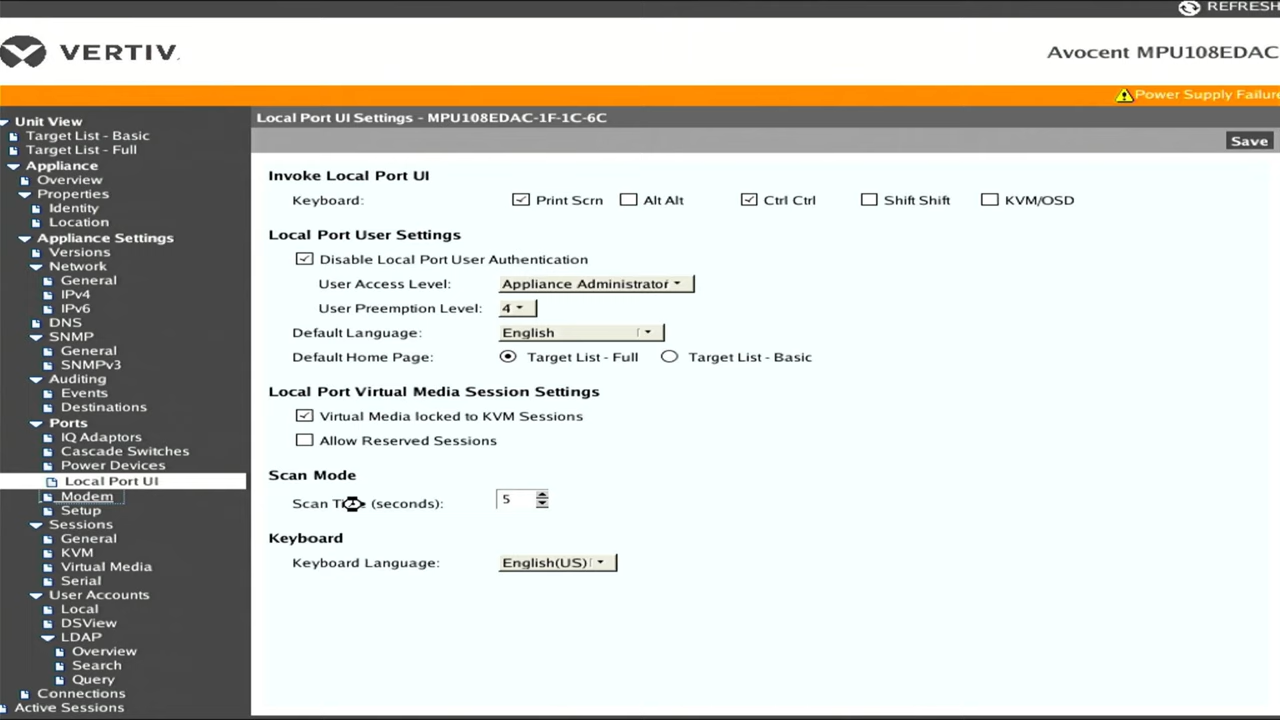 REFRESH
VERTIV.
Avocent MPU108EDAC
Power Supply Failure
Unit View
Target List - Basic
Target List - Full
Appliance
Overview
Properties
Identity
Location
Appliance Settings
Versions
Network
General
IPv4
IPv6
DNS
SNMP
General
SNMPv3
Auditing
Events
Destinations
Ports
IQ Adaptors
Cascade Switches
Power Devices
Local Port UI
Modem
Setup
Sessions
General
KVM
Virtual Media
Serial
User Accounts
Local
DSView
LDAP
Overview
Search
Query
Connections
Active Sessions
Local Port UI Settings - MPU108EDAC-1F-1C-6C
Save
Invoke Local Port UI
Keyboard: Print Scrn Alt Alt Ctrl Ctrl Shift Shift KVM/OSD
Local Port User Settings
Disable Local Port User Authentication
User Access Level: Appliance Administrator
User Preemption Level: 4
Default Language: English
Default Home Page: Target List - Full Target List - Basic
Local Port Virtual Media Session Settings
Virtual Media locked to KVM Sessions
Allow Reserved Sessions
Scan Mode
Scan Time (seconds): 5
Keyboard
Keyboard Language: English(US)